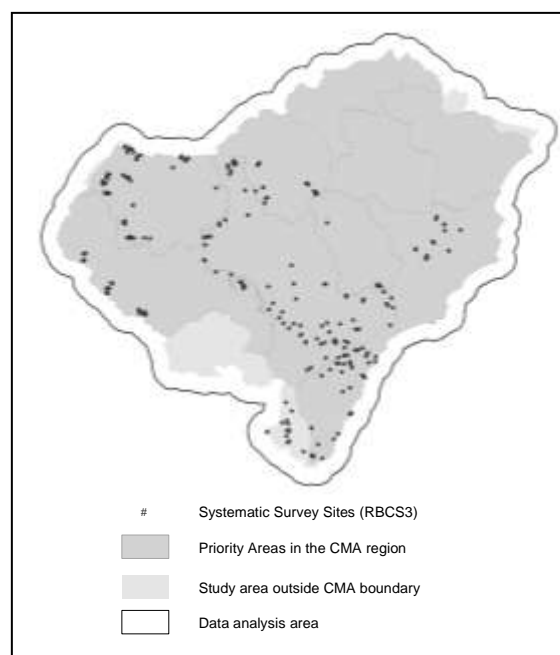 # Systematic Survey Sites (RBCS3)
Priority Areas in the CMA region
Study area outside CMA boundary
Data analysis area